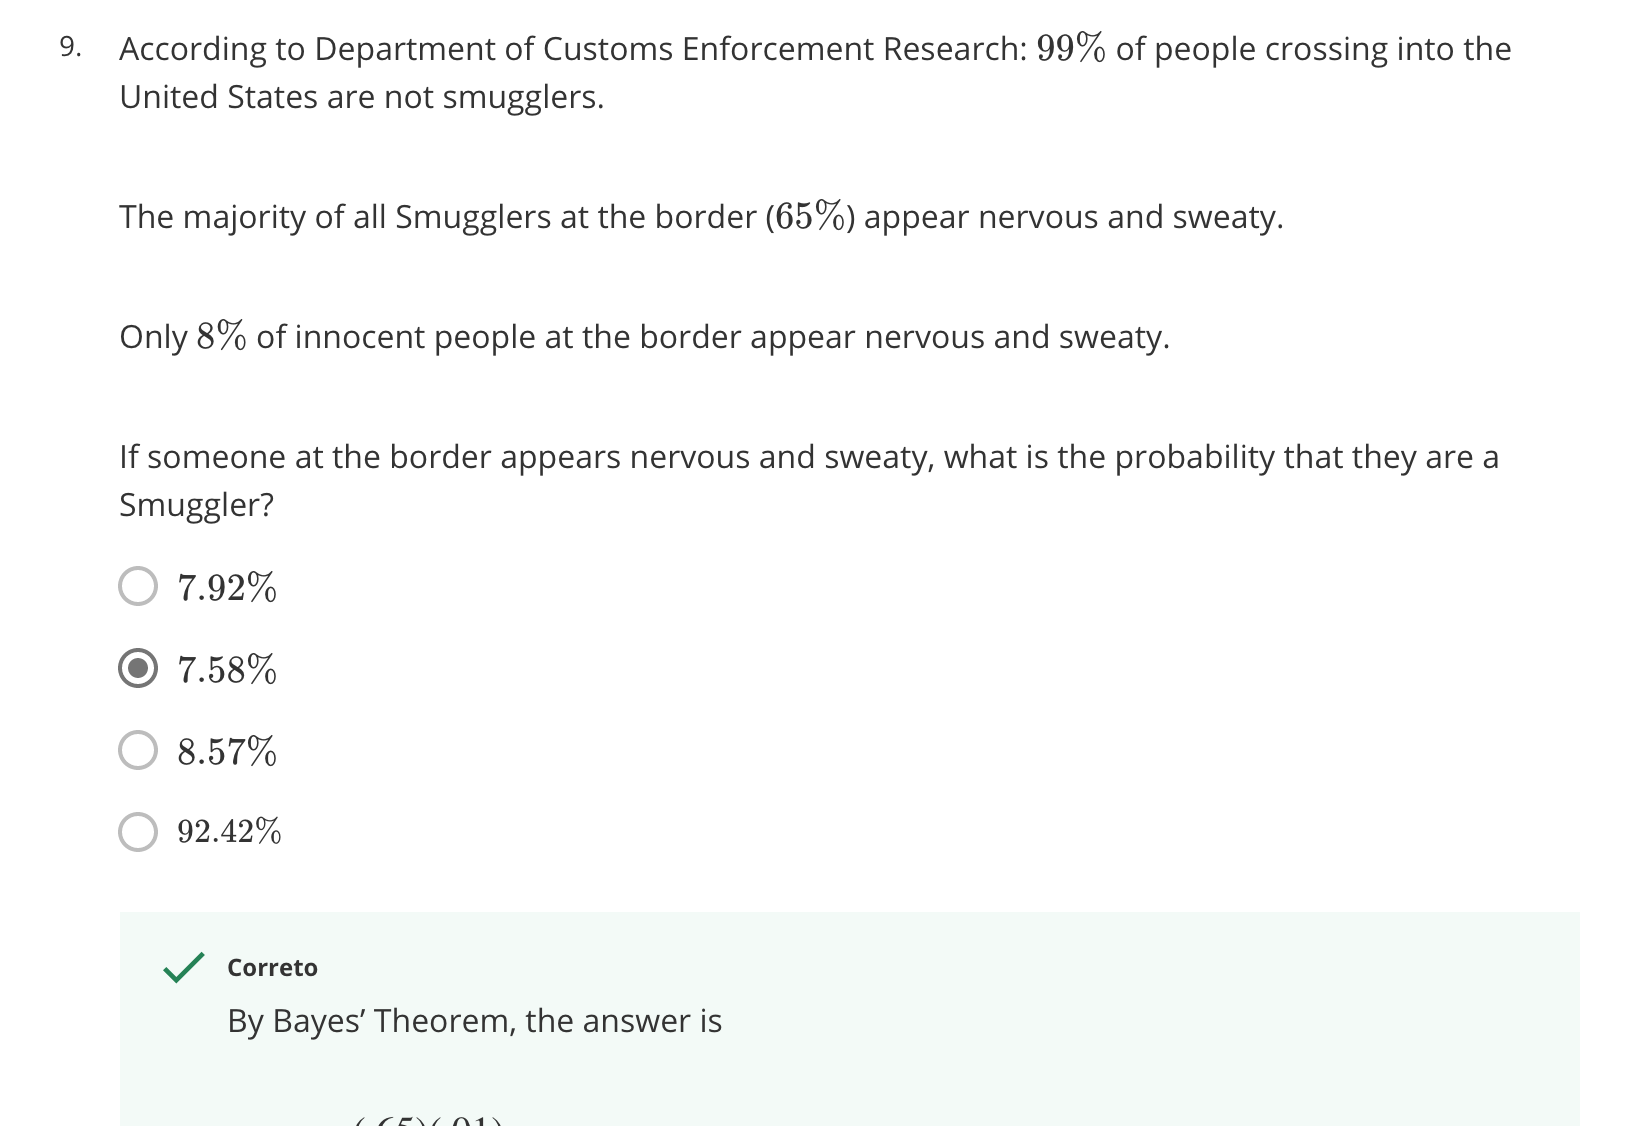 9. According to Department of Customs Enforcement Research: 99% of people crossing into the
United States are not smugglers.
The majority of all Smugglers at the border (65%) appear nervous and sweaty.
Only 8% of innocent people at the border appear nervous and sweaty.
If someone at the border appears nervous and sweaty, what is the probability that they are a
Smuggler?
7.92%
7.58%
8.57%
92.42%
Correto
By Bayes’ Theorem, the answer is
(.65)(.01)